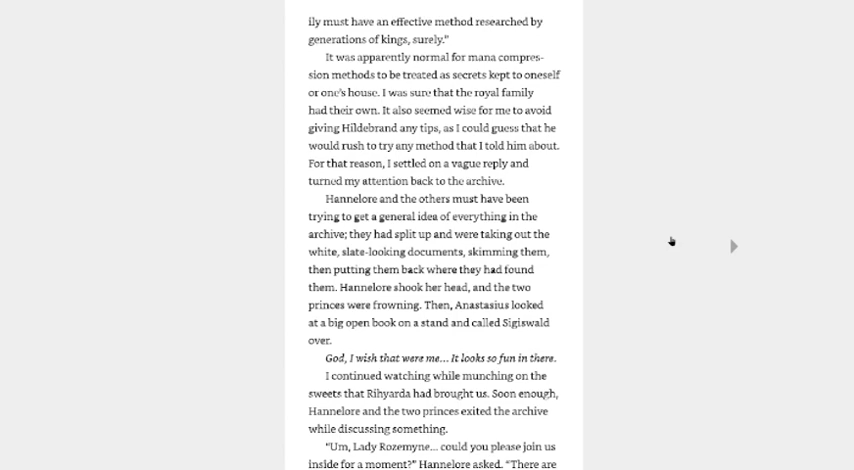 ily must have an effective method researched by
generations of kings, surely."
It was apparently normal for mana compres-
sion methods to be treated as secrets kept to oneself
or one's house. I was sure that the royal family
had their own. It also seemed wise for me to avoid
giving Hildebrand any tips, as I could guess that he
would rush to try any method that I told him about.
For that reason, I settled on a vague reply and
turned my attention back to the archive.
Hannelore and the others must have been
trying to get a general idea of everything in the
archive; they had split up and were taking out the
white, slate-looking documents, skimming them,
then putting them back where they had found
them. Hannelore shook her head, and the two
princes were frowning. Then, Anastasius looked
at a big open book on a stand and called Sigiswald
over.
God, I wish that were me... It looks so fun in there.
I continued watching while munching on the
sweets that Rihyarda had brought us. Soon enough,
Hannelore and the two princes exited the archive
while discussing something.
"Um, Lady Rozemyne... could you please join us
inside for a moment?" Hannelore asked. "There are